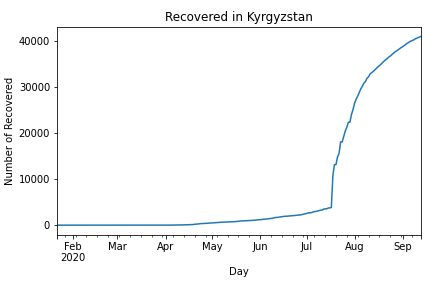 Recovered in Kyrgyzstan
Number of Recovered
40000
30000
20000
10000
0
Feb Mar Apr May Jun Jul Aug Sep
2020
Day